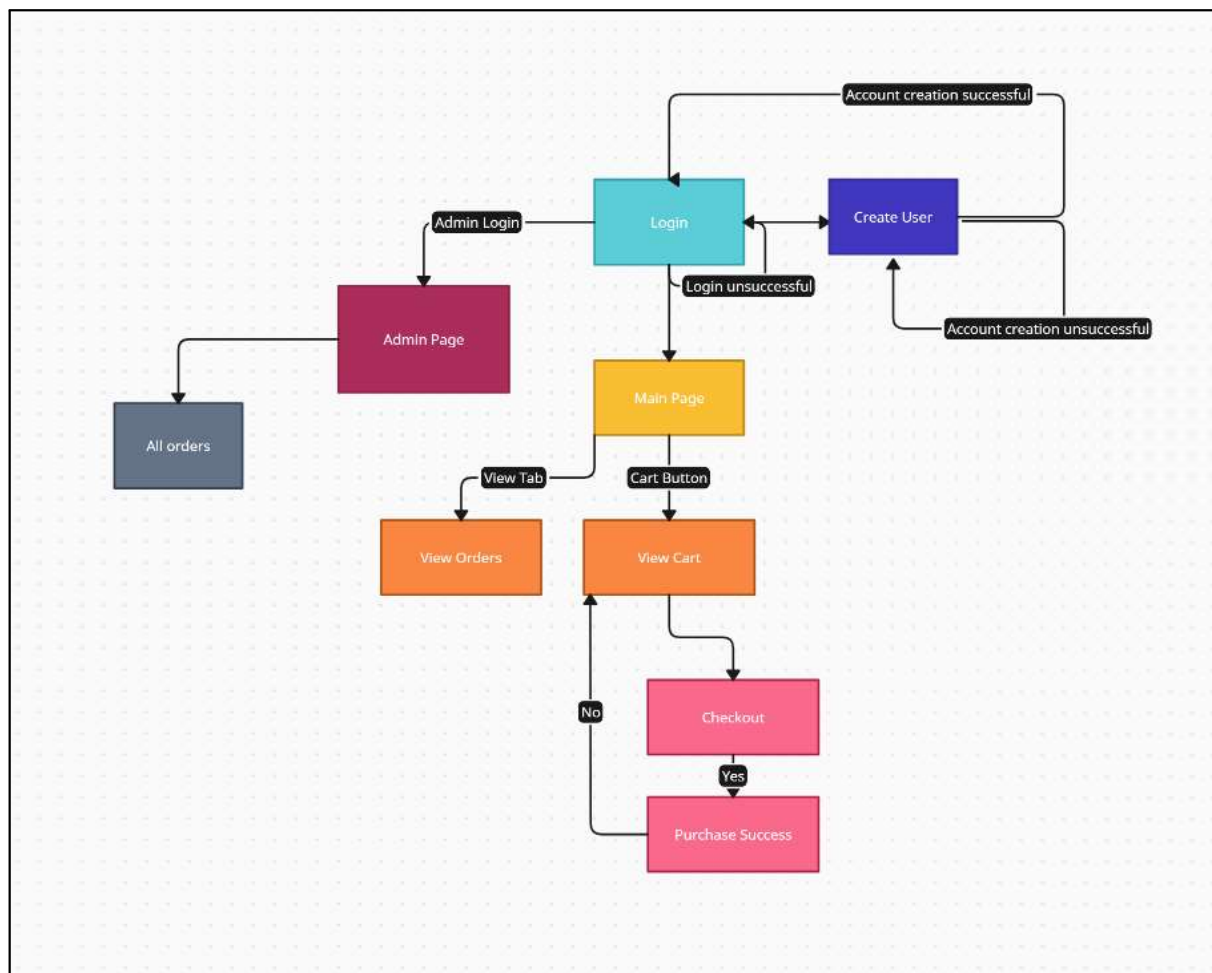 Account creation successful
Login
Create User
Admin Login
Login unsuccessful
Account creation unsuccessful
Admin Page
Main Page
All orders
View Tab
Cart Button
View Orders
View Cart
No
Checkout
Yes
Purchase Success